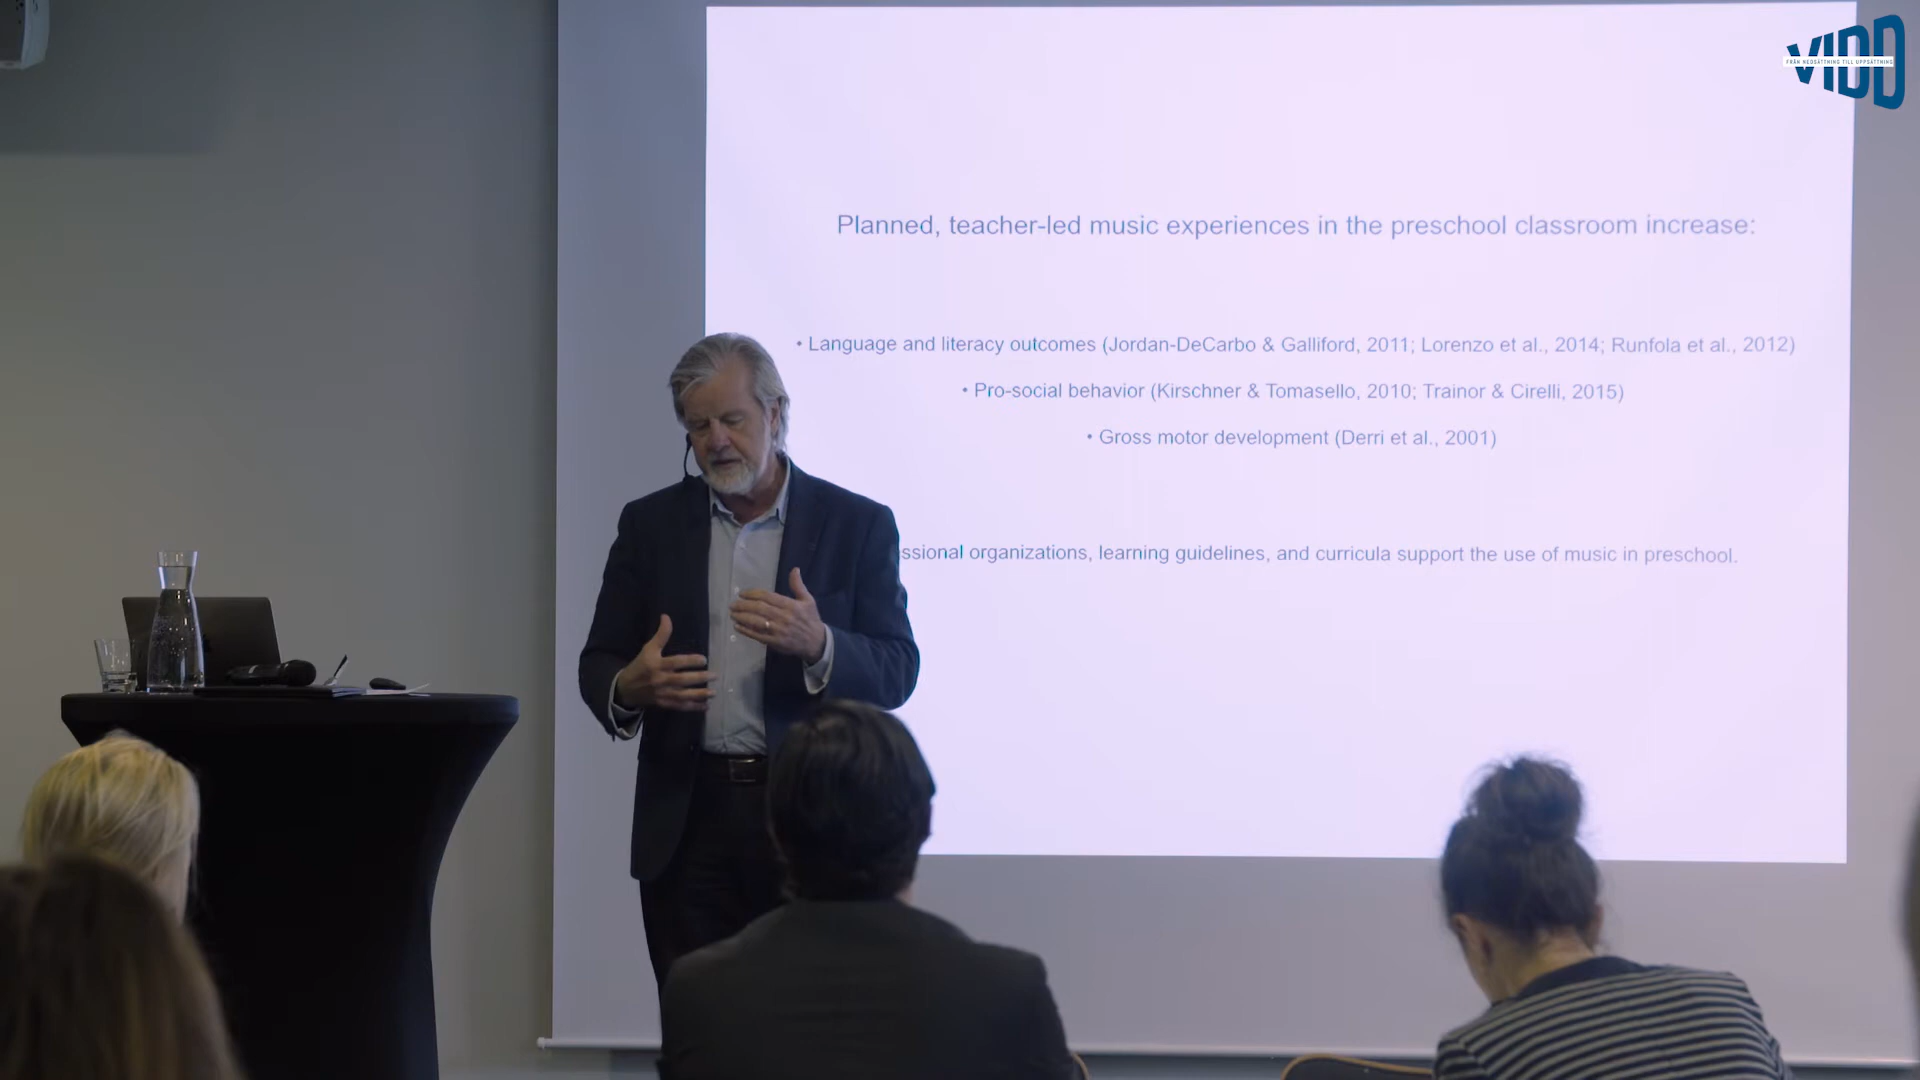 VIDD
FRÅN NEDSÄTTNING TILL UPPSÄTTNING
Planned, teacher-led music experiences in the preschool classroom increase:
• Language and literacy outcomes (Jordan-DeCarbo & Galliford, 2011; Lorenzo et al., 2014; Runfola et al., 2012)
• Pro-social behavior (Kirschner & Tomasello, 2010; Trainor & Cirelli, 2015)
• Gross motor development (Derri et al., 2001)
organizations, learning guidelines, and curricula support the use of music in preschool.